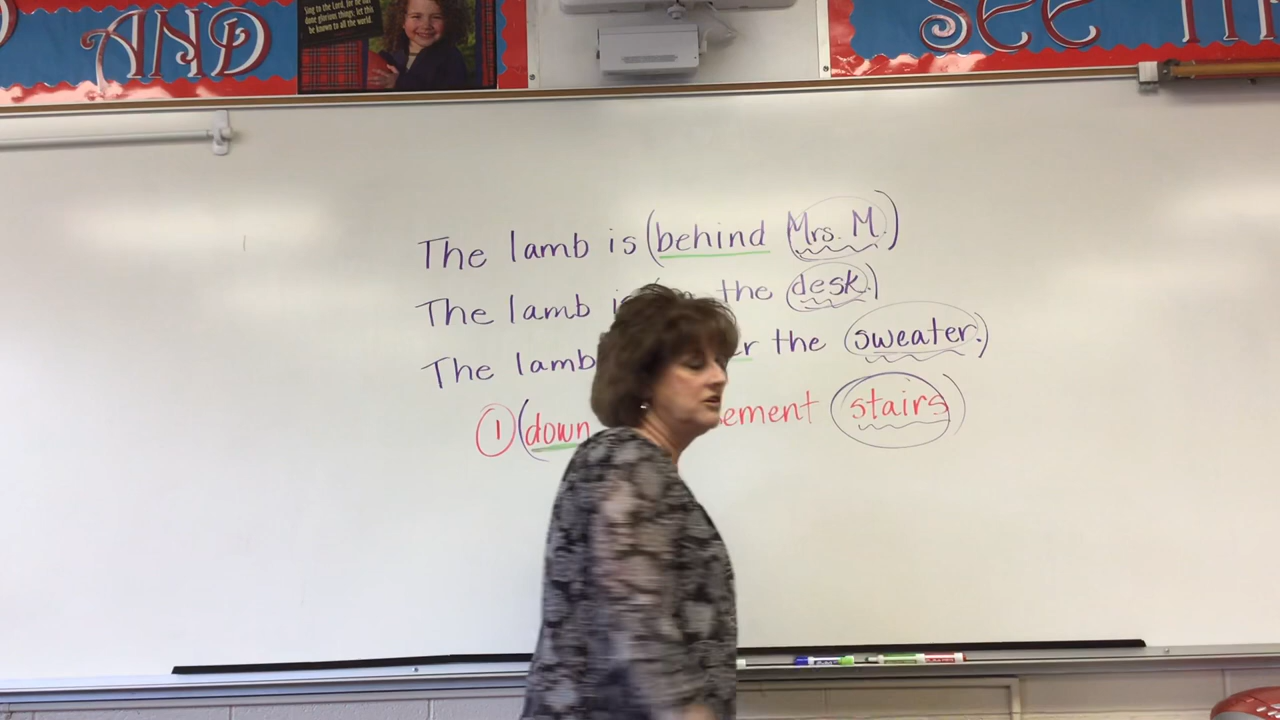 AND
Sing to the Lord, for he has
done glorious things; let this
be known to all the world.
SEE
The lamb is (behind (Mrs. M.)
The lamb the (desk.)
The lamb the (sweater.)
1 (down stairs)